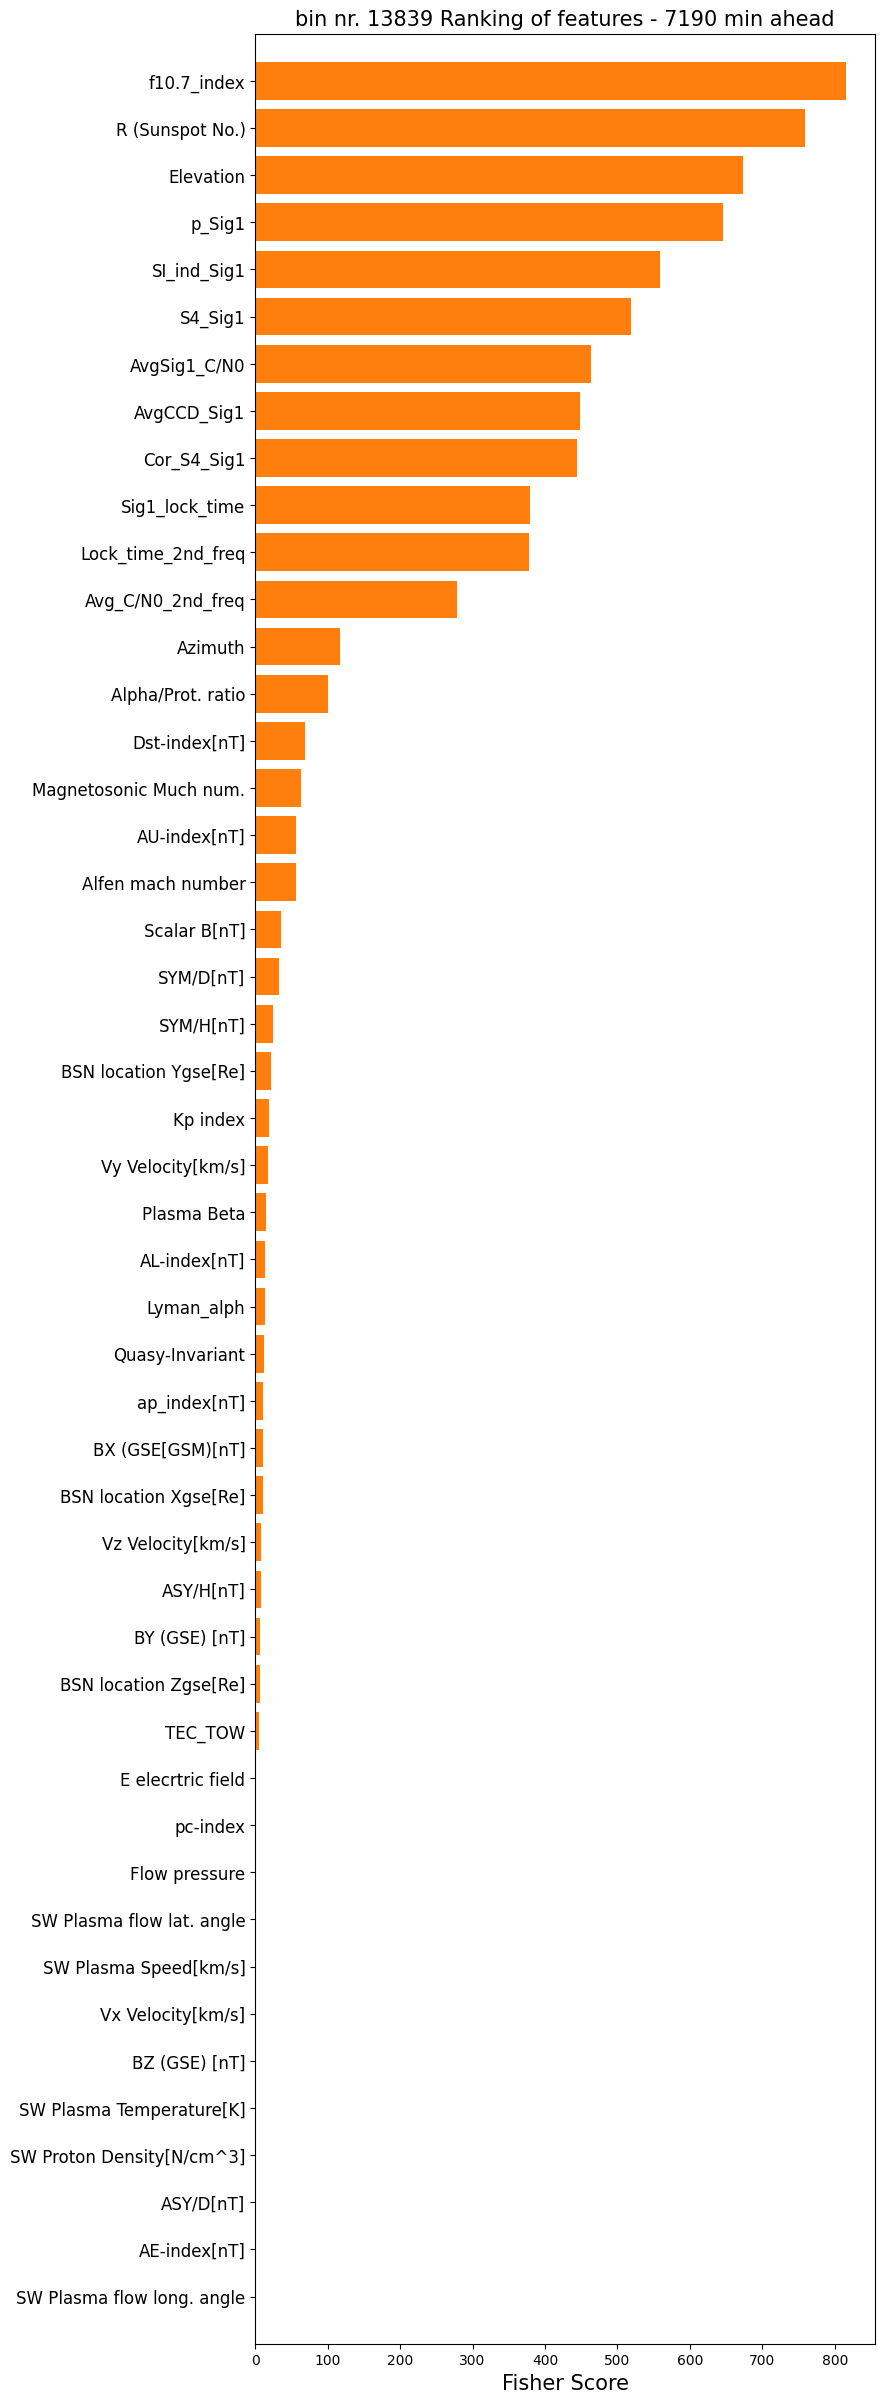 bin nr. 13839 Ranking of features - 7190 min ahead
f10.7_index
R (Sunspot No.)
Elevation
p_Sig1
SI_ind_Sig1
S4_Sig1
AvgSig1_C/N0
AvgCCD_Sig1
Cor_S4_Sig1
Sig1_lock_time
Lock_time_2nd_freq
Avg_C/N0_2nd_freq
Azimuth
Alpha/Prot. ratio
Dst-index[nT]
Magnetosonic Much num.
AU-index[nT]
Alfen mach number
Scalar B[nT]
SYM/D[nT]
SYM/H[nT]
BSN location Ygse[Re]
Kp index
Vy Velocity[km/s]
Plasma Beta
AL-index[nT]
Lyman_alph
Quasy-Invariant
ap_index[nT]
BX (GSE[GSM)[nT]
BSN location Xgse[Re]
Vz Velocity[km/s]
ASY/H[nT]
BY (GSE) [nT]
BSN location Zgse[Re]
TEC_TOW
E elecrtric field
pc-index
Flow pressure
SW Plasma flow lat. angle
SW Plasma Speed[km/s]
Vx Velocity[km/s]
BZ (GSE) [nT]
SW Plasma Temperature[K]
SW Proton Density[N/cm^3]
ASY/D[nT]
AE-index[nT]
SW Plasma flow long. angle
0 100 200 300 400 500 600 700 800
Fisher Score